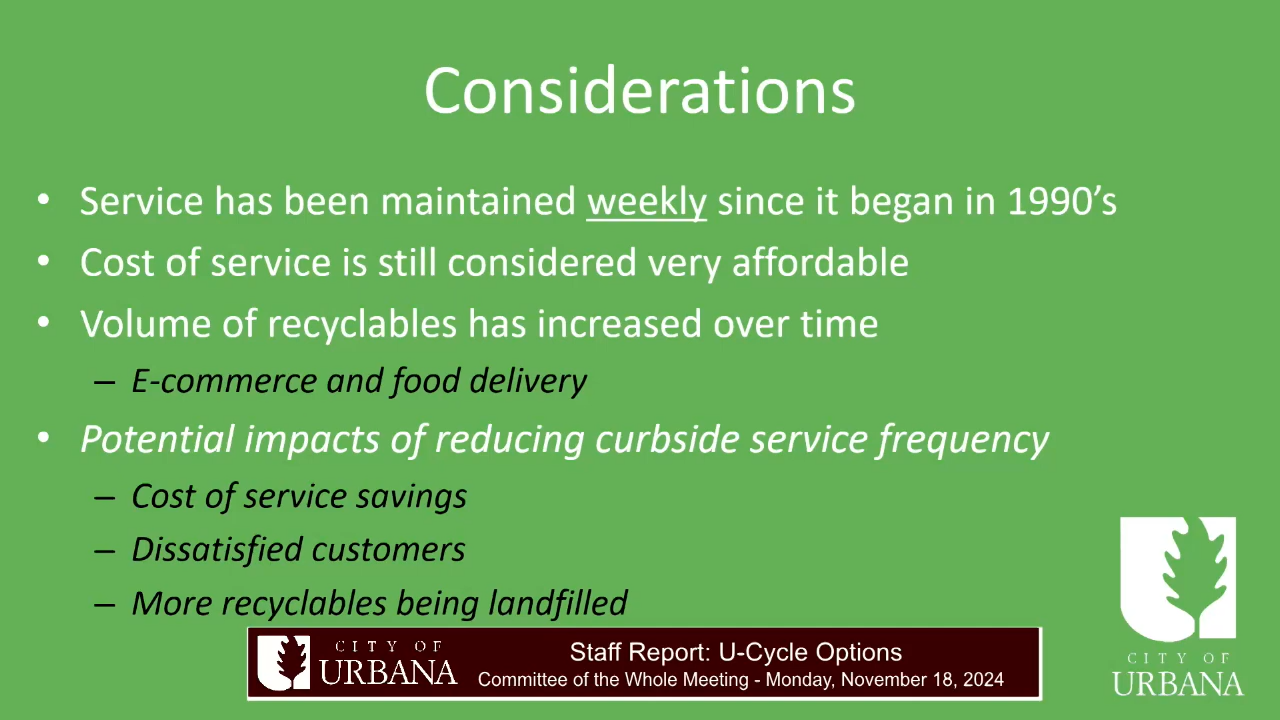 Considerations
• Service has been maintained weekly since it began in 1990’s
• Cost of service is still considered very affordable
• Volume of recyclables has increased over time
– E-commerce and food delivery
• Potential impacts of reducing curbside service frequency
– Cost of service savings
– Dissatisfied customers
– More recyclables being landfilled
CITY OF
URBANA
Staff Report: U-Cycle Options
Committee of the Whole Meeting - Monday, November 18, 2024
CITY OF
URBANA